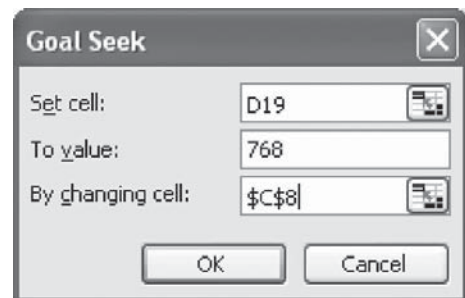 Goal Seek
Set cell: D19
To value: 768
By changing cell: $C$8
OK Cancel